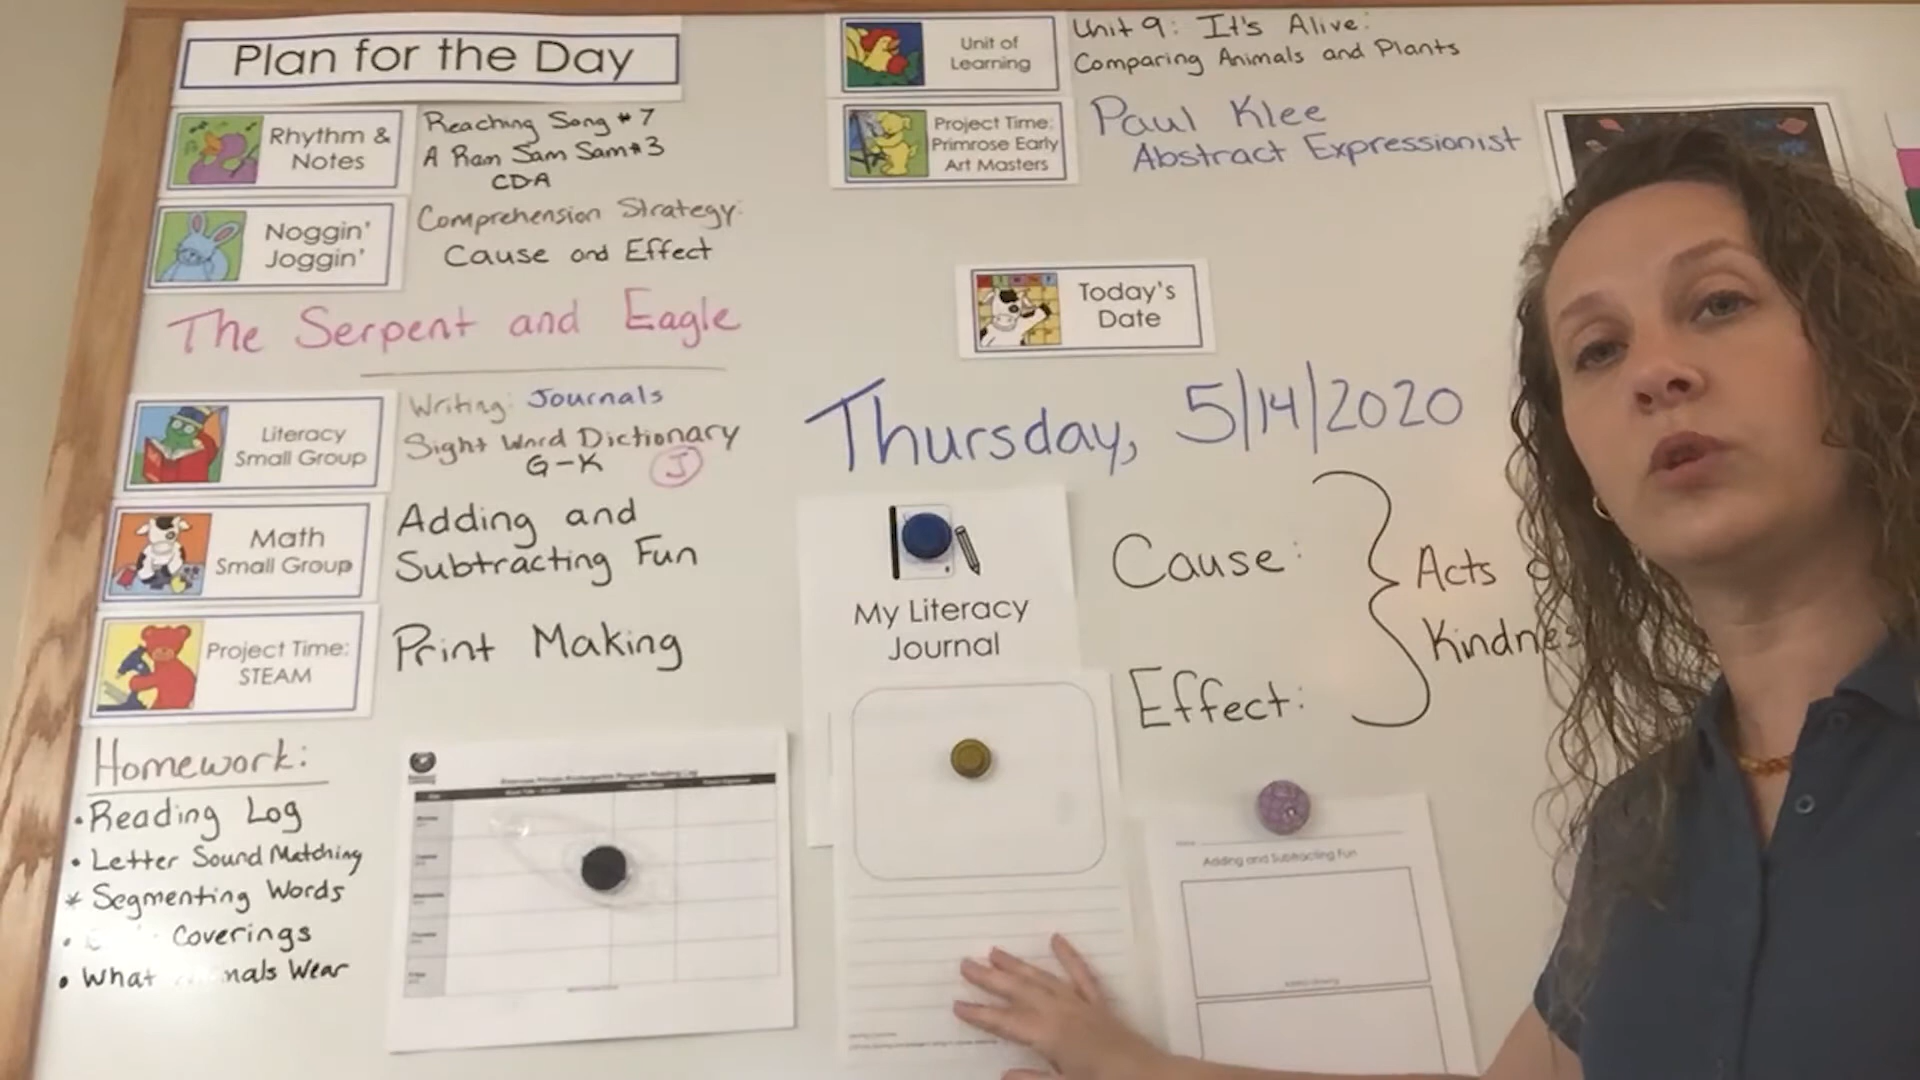 Plan for the Day
Rhythm &
Notes
Reaching Song #7
A Ram Sam Sam #3
CDA
Noggin'
Joggin'
Comprehension Strategy:
Cause and Effect
The Serpent and Eagle
Literacy
Small Group
Writing: Journals
Sight Word Dictionary
G-K
J
Math
Small Group
Adding and
Subtracting Fun
Project Time:
STEAM
Print Making
Homework:
• Reading Log
• Letter Sound Matching
* Segmenting Words
• Coverings
• What nals Wear
Unit of
Learning
Unit 9: It's Alive:
Comparing Animals and Plants
Project Time:
Primrose Early
Art Masters
Paul Klee
Abstract Expressionist
Today's
Date
Thursday, 5/14/2020
My Literacy
Journal
Cause:
Effect:
Acts
Kindnes
Adding and Subtracting Fun